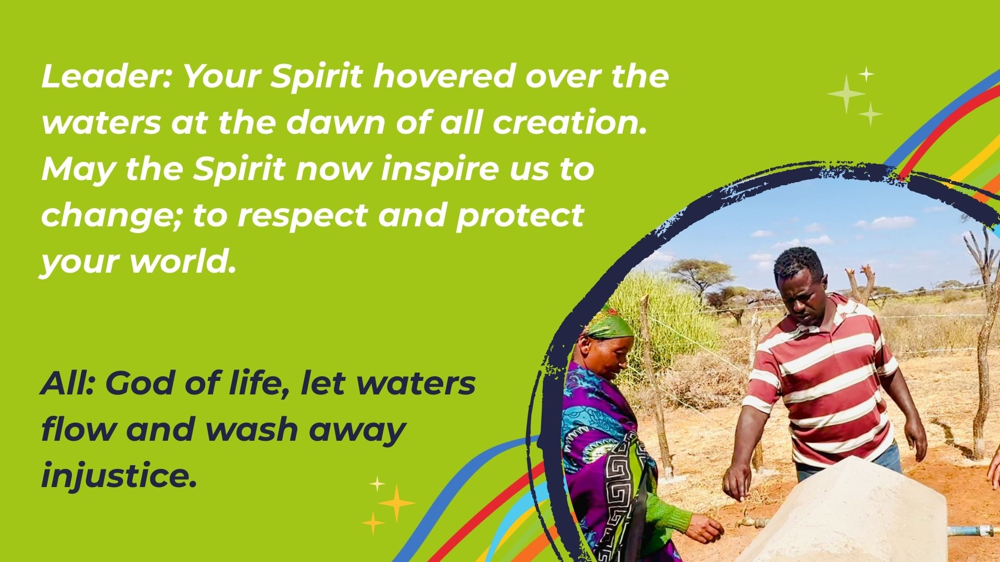 Leader: Your Spirit hovered over the
waters at the dawn of all creation.
May the Spirit now inspire us to
change; to respect and protect
your world.
All: God of life, let waters
flow and wash away
injustice.